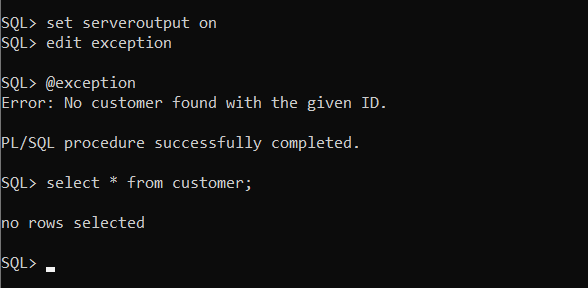 SQL> set serveroutput on
SQL> edit exception
SQL> @exception
Error: No customer found with the given ID.
PL/SQL procedure successfully completed.
SQL> select * from customer;
no rows selected
SQL>